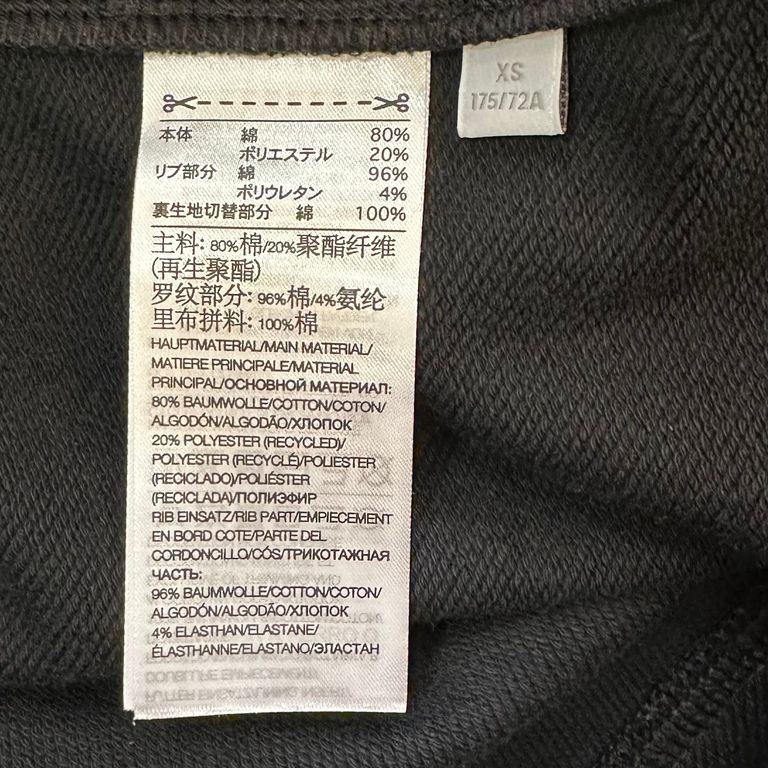 本体 綿 80%
ポリエステル 20%
リブ部分 綿 96%
ポリウレタン 4%
裏生地切替部分 綿 100%
主料: 80%棉/20%聚酯纤维
(再生聚酯)
罗纹部分: 96%棉/4%氨纶
里布拼料: 100%棉
HAUPTMATERIAL/MAIN MATERIAL/
MATIERE PRINCIPALE/MATERIAL
PRINCIPAL/ОСНОВНОЙ МАТЕРИАЛ:
80% BAUMWOLLE/COTTON/COTON/
ALGODÓN/ALGODÃO/ХЛОПОК
20% POLYESTER (RECYCLED)/
POLYESTER (RECYCLÉ)/POLIESTER
(RECICLADO)/POLIÉSTER
(RECICLADA)/ПОЛИЭФИР
RIB EINSATZ/RIB PART/EMPIECEMENT
EN BORD COTE/PARTE DEL
CORDONCILLO/CÓS/ТРИКОТАЖНАЯ
ЧАСТЬ:
96% BAUMWOLLE/COTTON/COTON/
ALGODÓN/ALGODÃO/ХЛОПОК
4% ELASTHAN/ELASTANE/
ÉLASTHANNE/ELASTANO/ЭЛАСТАН
XS
175/72A